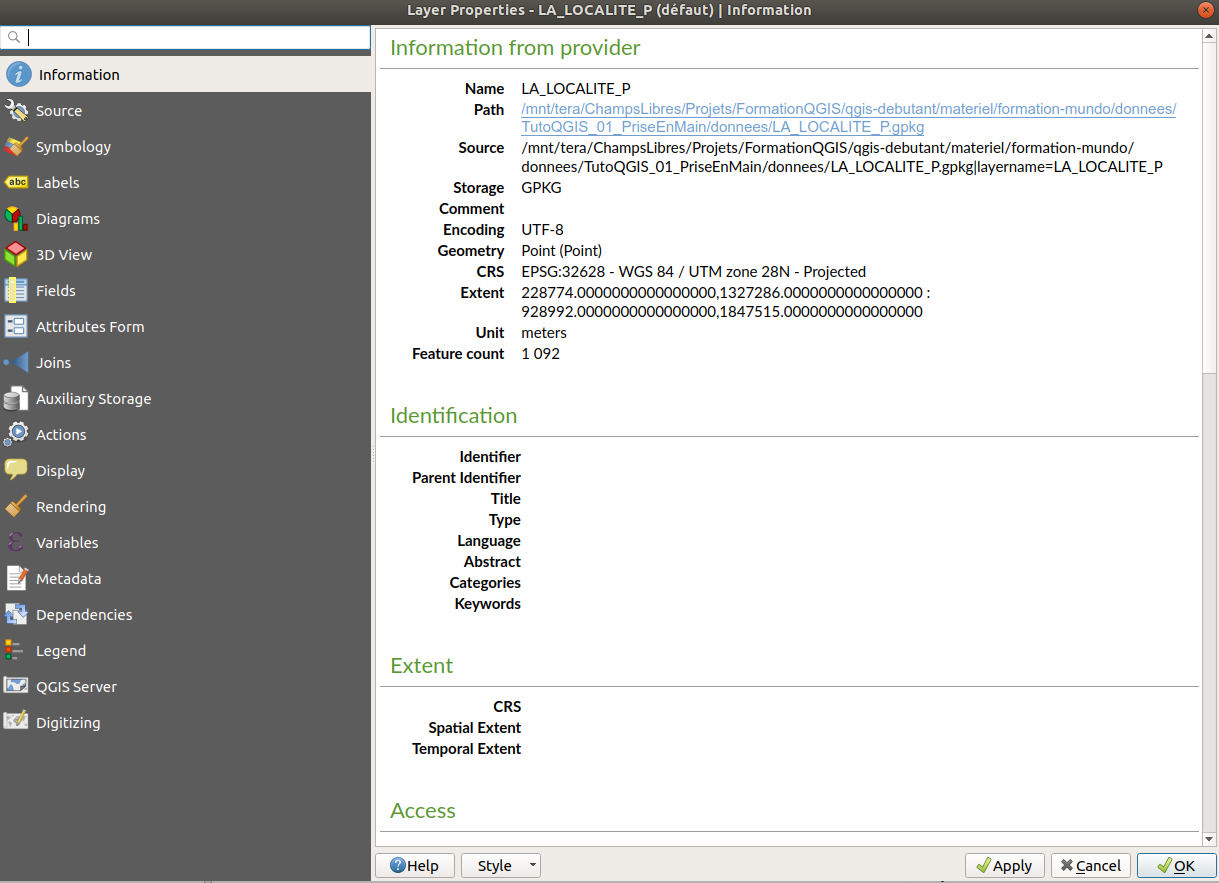 Layer Properties - LA_LOCALITE_P (défaut) | Information
Information
Source
Symbology
abc Labels
Diagrams
3D View
Fields
Attributes Form
Joins
Auxiliary Storage
Actions
Display
Rendering
Variables
Metadata
Dependencies
Legend
QGIS Server
Digitizing
Information from provider
Name LA_LOCALITE_P
Path /mnt/tera/ChampsLibres/Projets/FormationQGIS/qgis-debutant/materiel/formation-mundo/donnees/
TutoQGIS_01_PriseEnMain/donnees/LA_LOCALITE_P.gpkg
Source /mnt/tera/ChampsLibres/Projets/FormationQGIS/qgis-debutant/materiel/formation-mundo/
donnees/TutoQGIS_01_PriseEnMain/donnees/LA_LOCALITE_P.gpkg|layername=LA_LOCALITE_P
Storage GPKG
Comment
Encoding UTF-8
Geometry Point (Point)
CRS EPSG:32628 - WGS 84 / UTM zone 28N - Projected
Extent 228774.0000000000000000,1327286.0000000000000000 :
928992.0000000000000000,1847515.0000000000000000
Unit meters
Feature count 1 092
Identification
Identifier
Parent Identifier
Title
Type
Language
Abstract
Categories
Keywords
Extent
CRS
Spatial Extent
Temporal Extent
Access
Help Style Apply Cancel OK